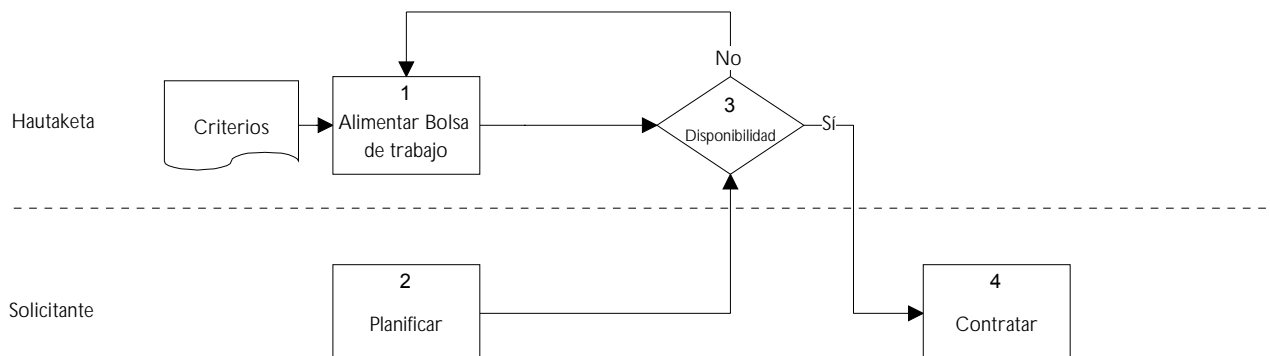 No
Hautaketa
Criterios
1
Alimentar Bolsa
de trabajo
3
Disponibilidad
Sí
Solicitante
2
Planificar
4
Contratar